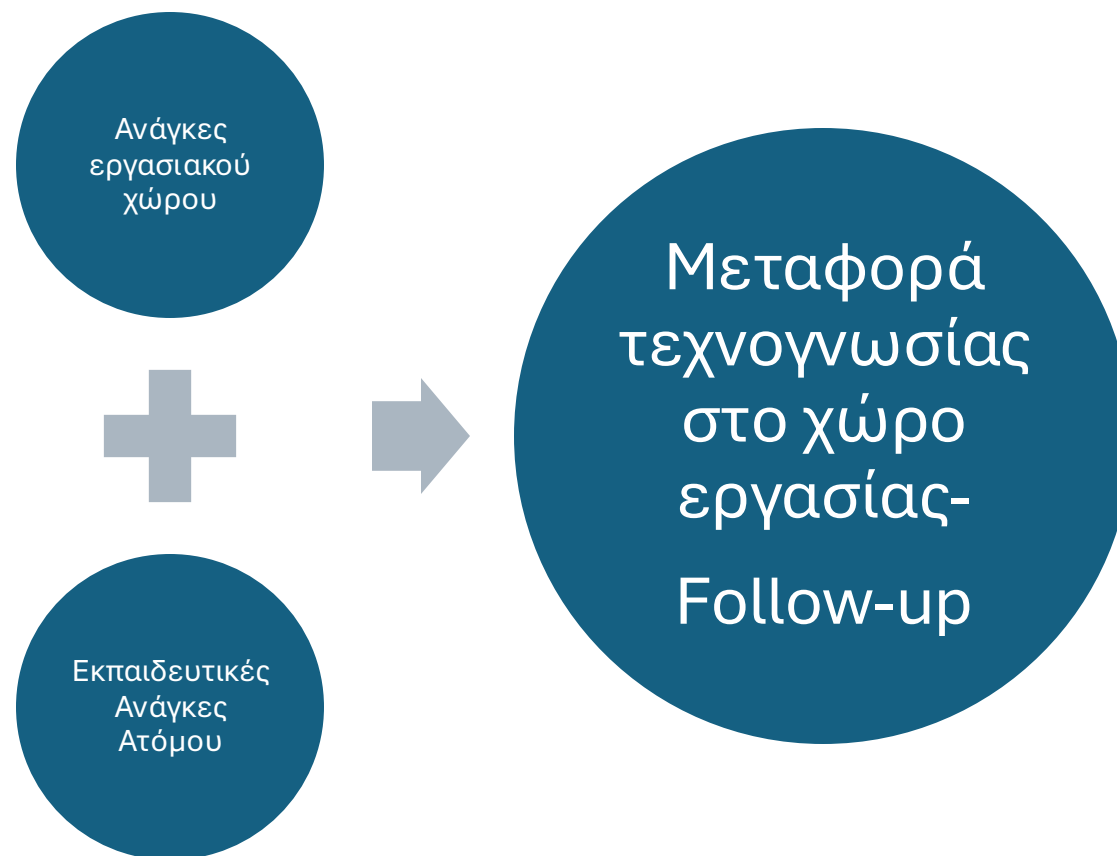 Ανάγκες
εργασιακού
χώρου
Εκπαιδευτικές
Ανάγκες
Ατόμου
Μεταφορά
τεχνογνωσίας
στο χώρο
εργασίας-
Follow-up